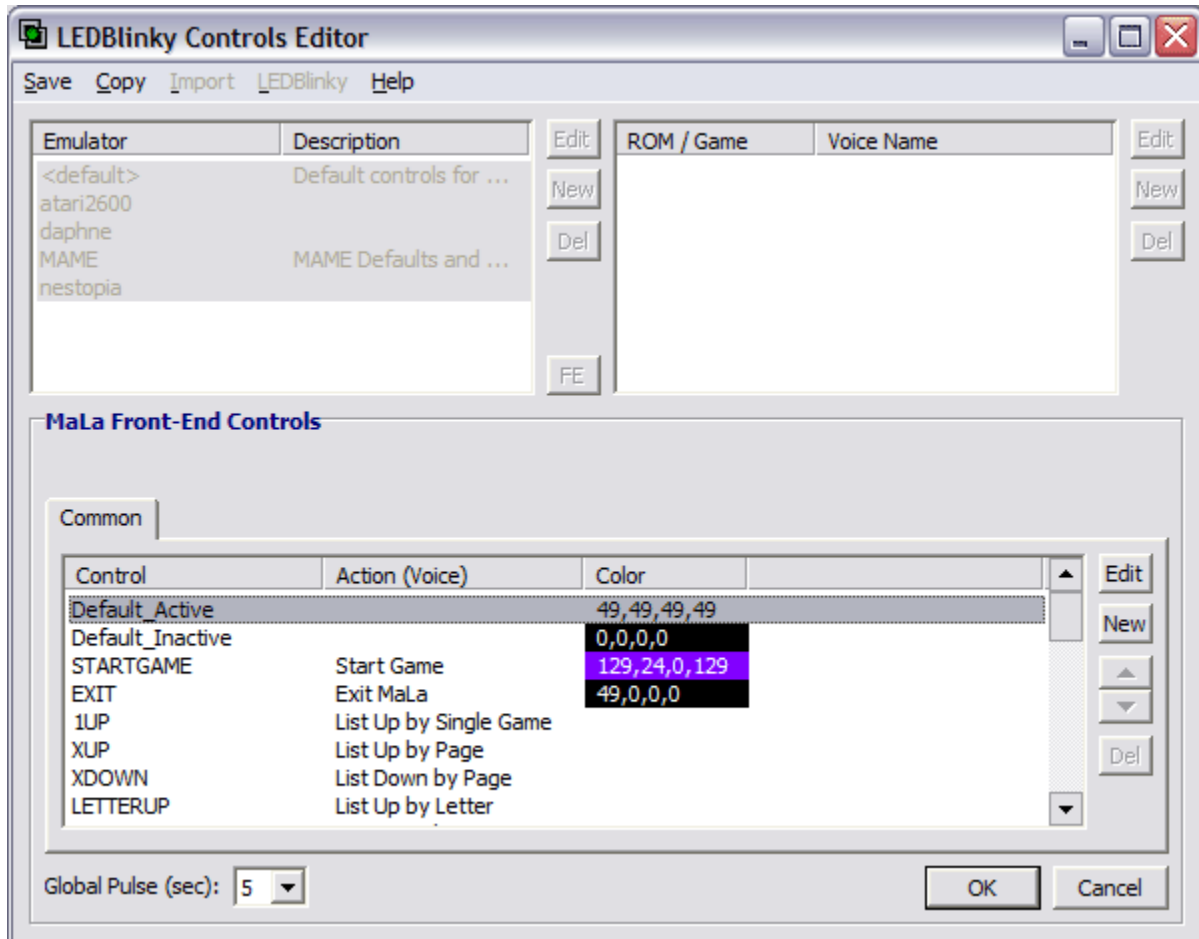 LEDBlinky Controls Editor
Save Copy Import LEDBlinky Help
Emulator Description Edit ROM / Game Voice Name Edit
<default> Default controls for ...
New New
atari2600
daphne
Del Del
MAME MAME Defaults and ...
nestopia
FE
MaLa Front-End Controls
Common
Control Action (Voice) Color Edit
Default_Active 49,49,49,49
New
Default_Inactive 0,0,0,0
STARTGAME Start Game 129,24,0,129
EXIT Exit MaLa 49,0,0,0
1UP List Up by Single Game
XUP List Up by Page
Del
XDOWN List Down by Page
LETTERUP List Up by Letter
Global Pulse (sec): 5 OK Cancel